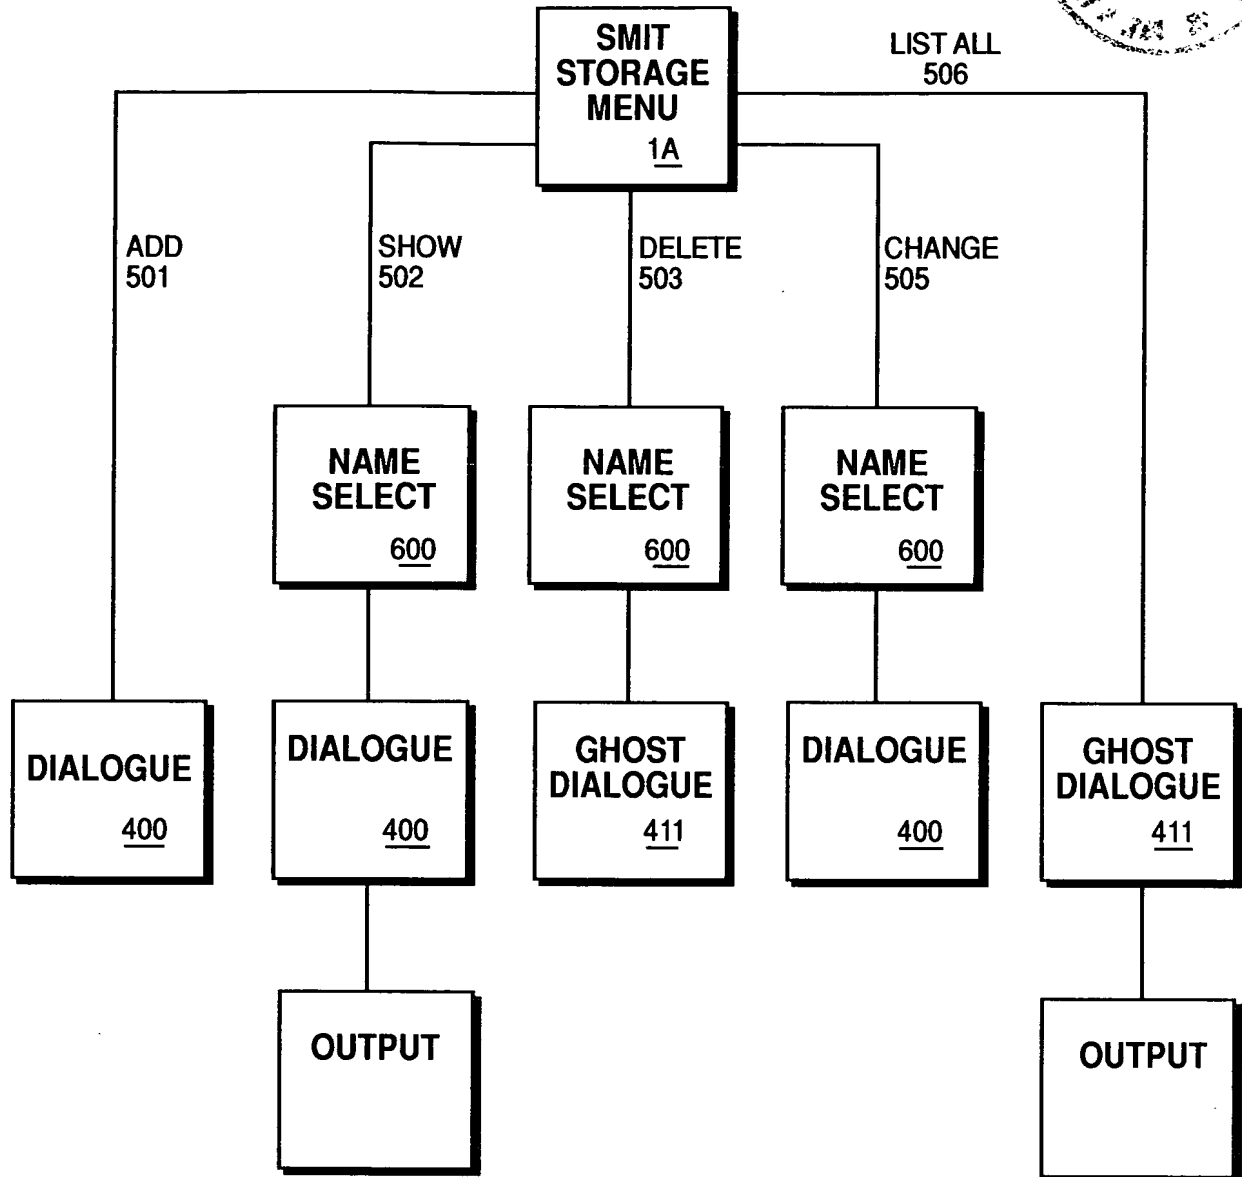 SMIT
STORAGE
MENU
1A
LIST ALL
506
ADD
501
SHOW
502
DELETE
503
CHANGE
505
NAME
SELECT
600
NAME
SELECT
600
NAME
SELECT
600
DIALOGUE
400
DIALOGUE
400
GHOST
DIALOGUE
411
DIALOGUE
400
GHOST
DIALOGUE
411
OUTPUT
OUTPUT